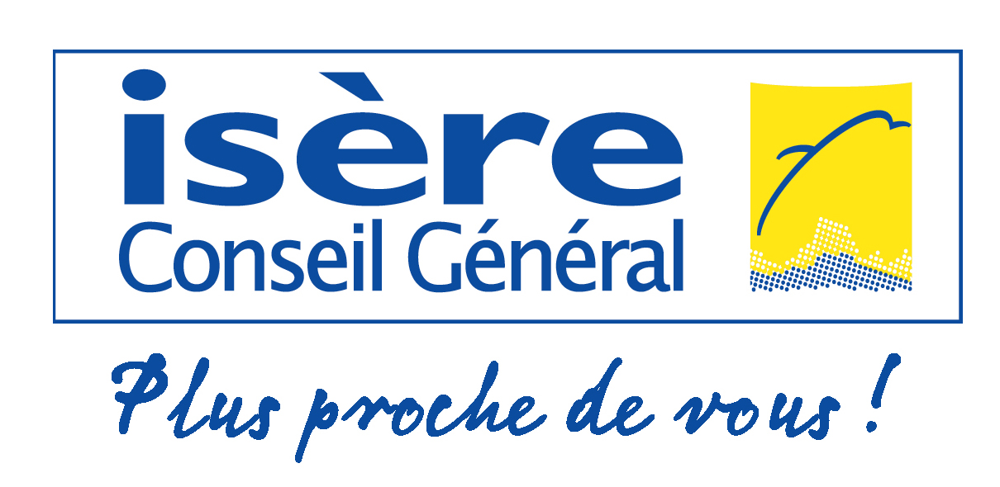 isère
Conseil Général
Plus proche de vous !